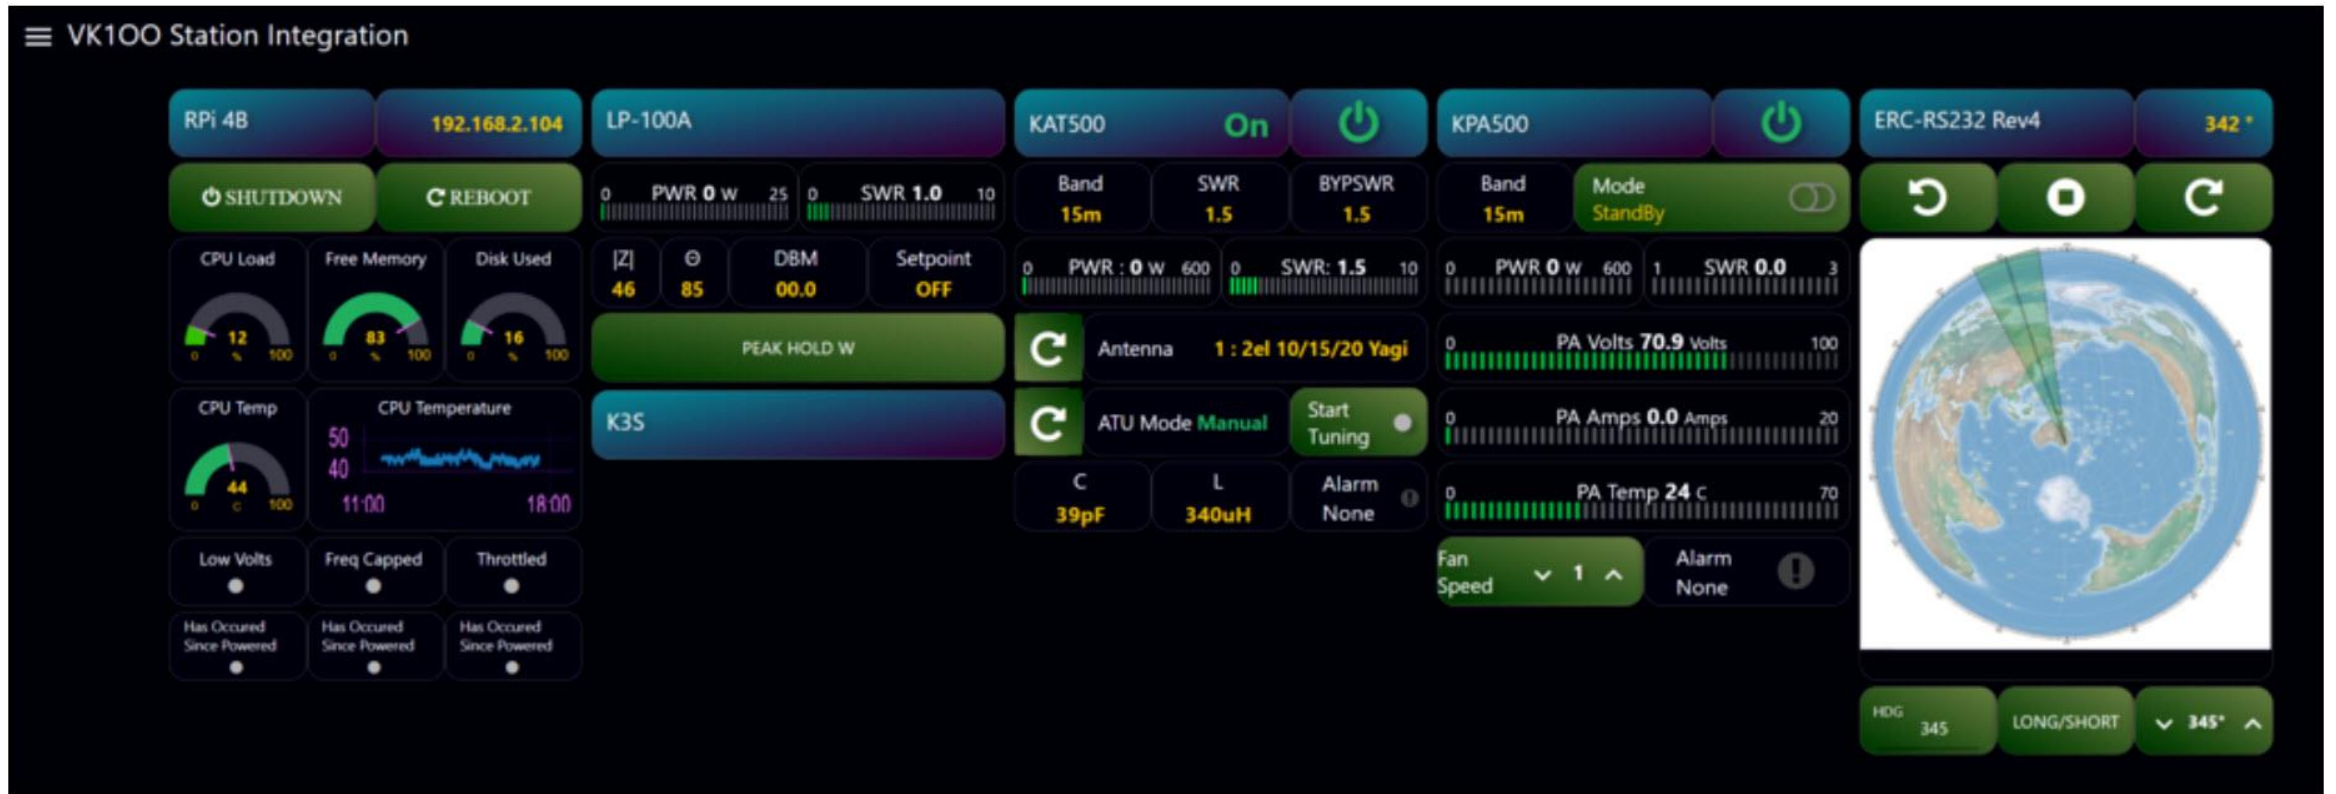 VK1OO Station Integration
RPi 4B
192.168.2.104
SHUTDOWN
REBOOT
CPU Load
12
0 % 100
Free Memory
83
0 % 100
Disk Used
16
0 % 100
CPU Temp
44
0 C 100
CPU Temperature
50
40
11:00 18:00
Low Volts
Freq Capped
Throttled
Has Occured
Since Powered
Has Occured
Since Powered
Has Occured
Since Powered
LP-100A
0 PWR 0 W 25
0 SWR 1.0 10
|Z|
46
Θ
85
DBM
00.0
Setpoint
OFF
PEAK HOLD W
K3S
KAT500 On
Band
15m
SWR
1.5
BYPSWR
1.5
0 PWR : 0 W 600
0 SWR: 1.5 10
Antenna 1 : 2el 10/15/20 Yagi
ATU Mode Manual
Start
Tuning
C
39pF
L
340uH
Alarm
None
KPA500
Band
15m
Mode
StandBy
0 PWR 0 W 600
1 SWR 0.0 3
0 PA Volts 70.9 Volts 100
0 PA Amps 0.0 Amps 20
0 PA Temp 24 C 70
Fan
Speed
1
Alarm
None
ERC-RS232 Rev4
342 °
HDG
345
LONG/SHORT
345°